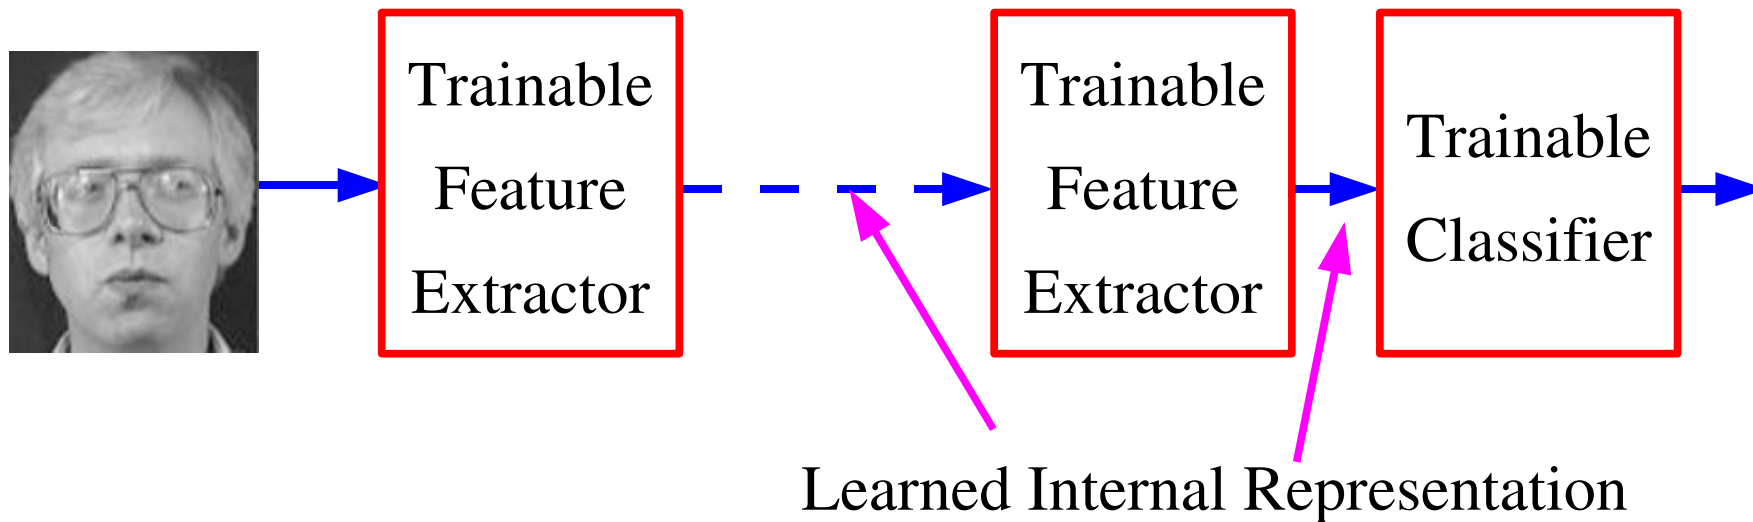 Trainable
Feature
Extractor
Trainable
Feature
Extractor
Trainable
Classifier
Learned Internal Representation